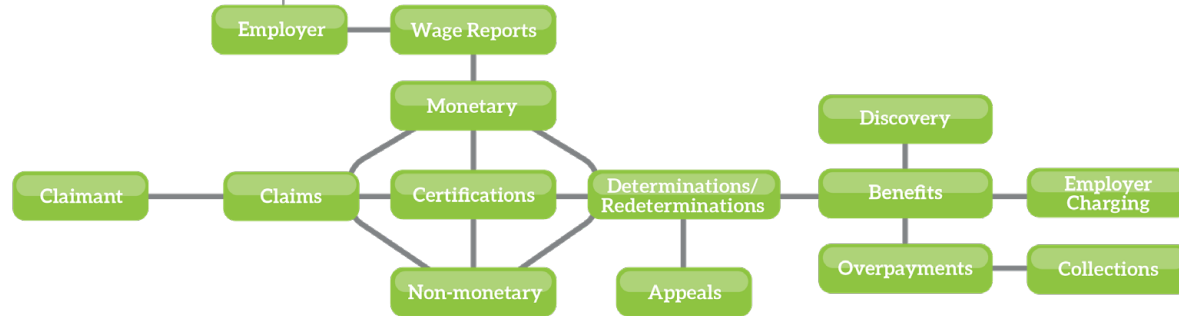 Employer
Wage Reports
Monetary
Discovery
Claimant
Claims
Certifications
Determinations/
Redeterminations
Benefits
Employer
Charging
Non-monetary
Appeals
Overpayments
Collections